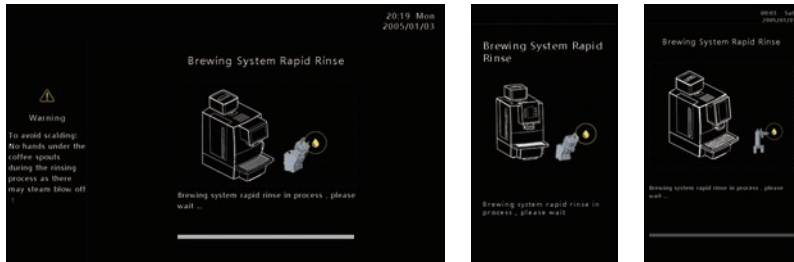 20:19 Mon
2005/01/03
Brewing System Rapid Rinse
Warning
To avoid scalding:
No hands under the
coffee spouts
during the rinsing
process as there
may steam blow off
!
Brewing system rapid rinse in process , please
wait ...
Brewing System Rapid
Rinse
Brewing system rapid rinse in
process , please wait
Brewing System Rapid Rinse
Brewing system rapid rinse in process , please
wait ...